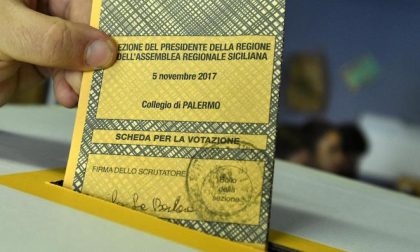 ELEZIONE DEL PRESIDENTE DELLA REGIONE
DELL'ASSEMBLEA REGIONALE SICILIANA
5 novembre 2017
Collegio di PALERMO
SCHEDA PER LA VOTAZIONE
FIRMA DELLO SCRUTATORE
Bollo
della
sezione